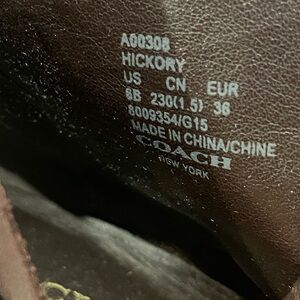 A00308
HICKORY
US CN EUR
6B 230(1.5) 36
8009354/G15
MADE IN CHINA/CHINE
COACH
NEW YORK